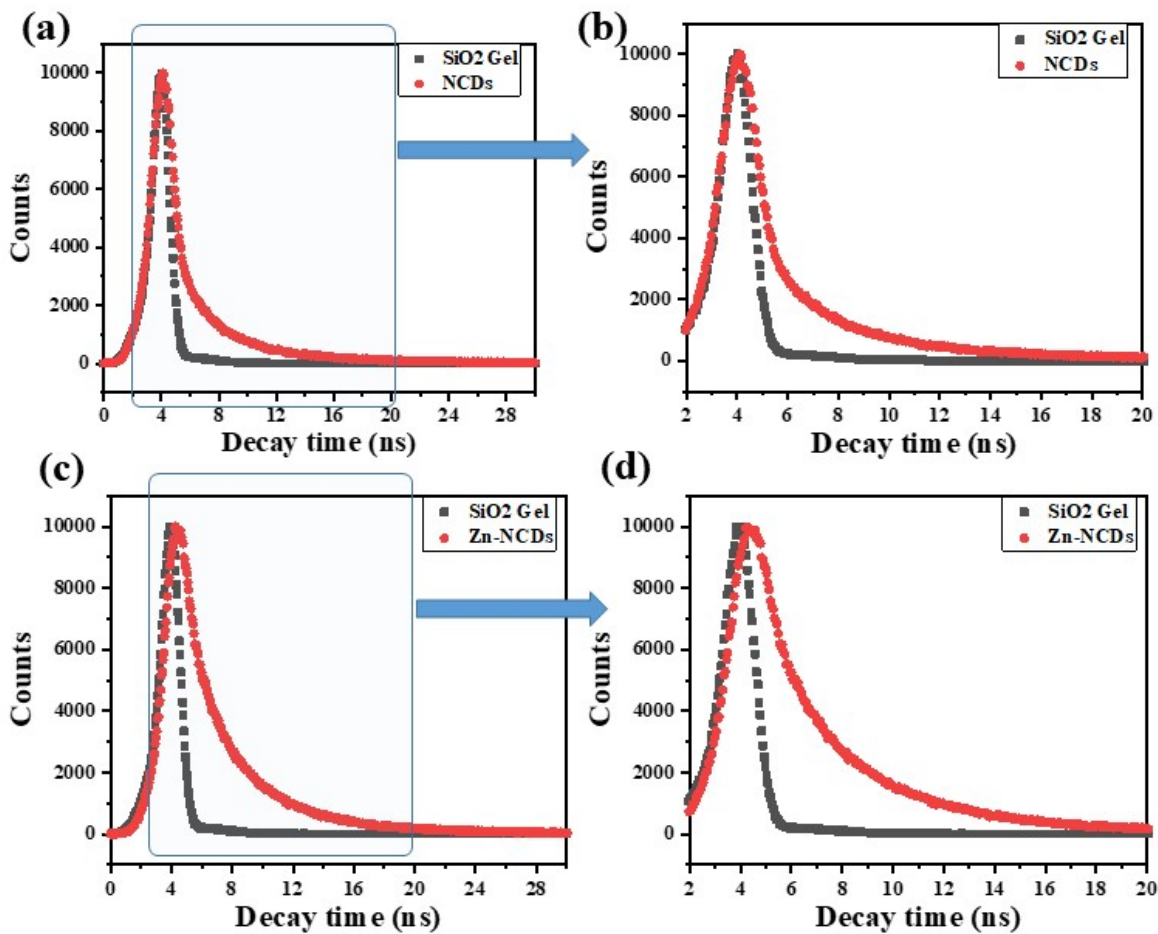 (a)
SiO2 Gel
NCDs
10000
8000
6000
4000
2000
0
Counts
0 4 8 12 16 20 24 28
Decay time (ns)
(b)
SiO2 Gel
NCDs
10000
8000
6000
4000
2000
0
Counts
2 4 6 8 10 12 14 16 18 20
Decay time (ns)
(c)
SiO2 Gel
Zn-NCDs
10000
8000
6000
4000
2000
0
Counts
0 4 8 12 16 20 24 28
Decay time (ns)
(d)
SiO2 Gel
Zn-NCDs
10000
8000
6000
4000
2000
0
Counts
2 4 6 8 10 12 14 16 18 20
Decay time (ns)